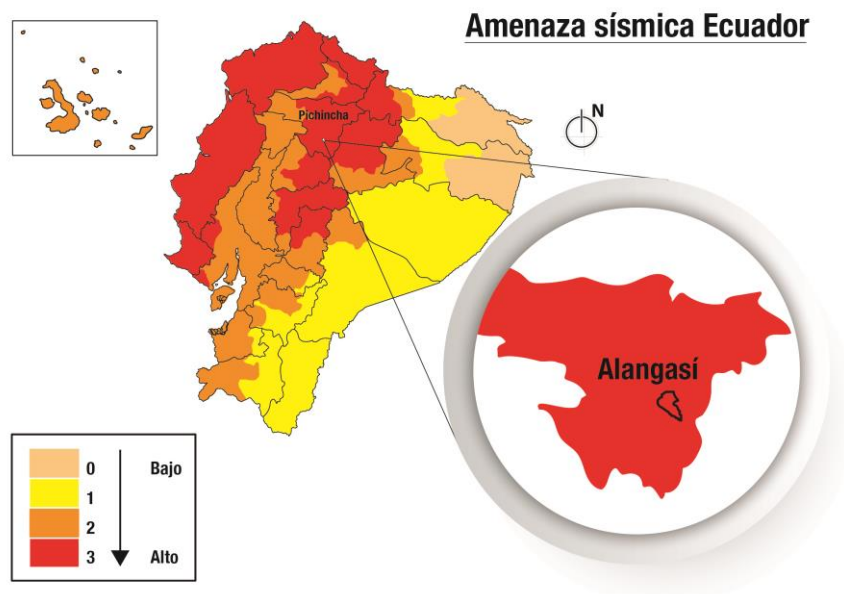 Amenaza sísmica Ecuador
Pichincha
N
Alangasí
0 Bajo
1
2
3 Alto